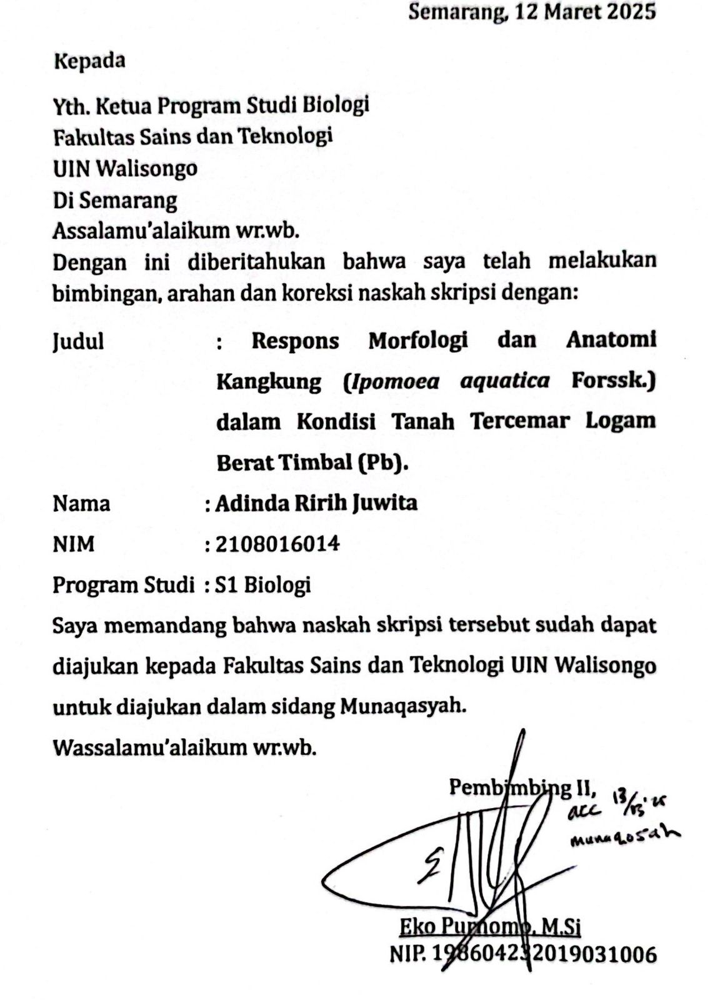 Semarang, 12 Maret 2025
Kepada
Yth. Ketua Program Studi Biologi
Fakultas Sains dan Teknologi
UIN Walisongo
Di Semarang
Assalamu'alaikum wr.wb.
Dengan ini diberitahukan bahwa saya telah melakukan
bimbingan, arahan dan koreksi naskah skripsi dengan:
Judul : Respons Morfologi dan Anatomi
Kangkung (Ipomoea aquatica Forssk.)
dalam Kondisi Tanah Tercemar Logam
Berat Timbal (Pb).
Nama : Adinda Ririh Juwita
NIM : 2108016014
Program Studi : S1 Biologi
Saya memandang bahwa naskah skripsi tersebut sudah dapat
diajukan kepada Fakultas Sains dan Teknologi UIN Walisongo
untuk diajukan dalam sidang Munaqasyah.
Wassalamu'alaikum wr.wb.
Pembimbing II,
acc 13/03'25
munaqosah
Eko Purnomo, M.Si
NIP. 198604232019031006